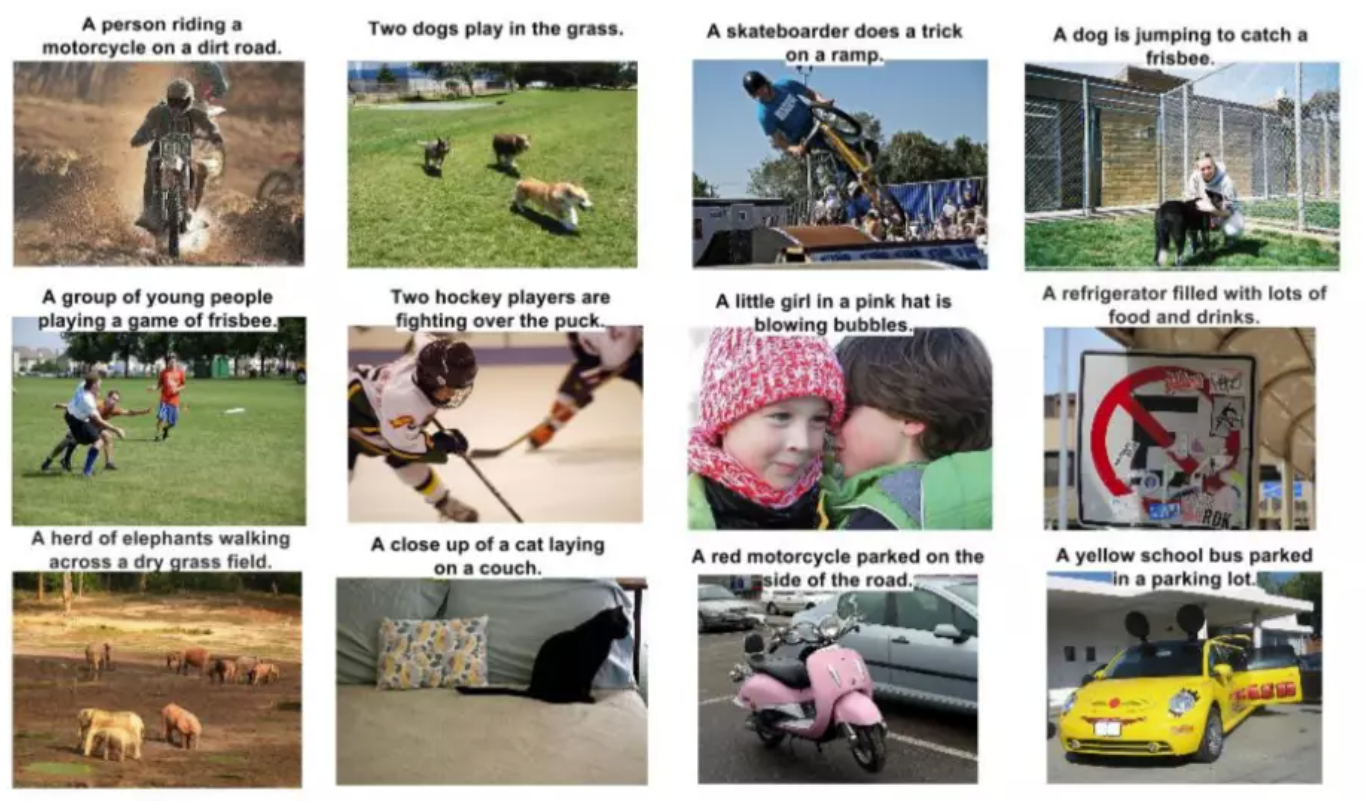 A person riding a
motorcycle on a dirt road.
Two dogs play in the grass.
A skateboarder does a trick
on a ramp.
A dog is jumping to catch a
frisbee.
A group of young people
playing a game of frisbee.
Two hockey players are
fighting over the puck.
A little girl in a pink hat is
blowing bubbles.
A refrigerator filled with lots of
food and drinks.
RDK
A herd of elephants walking
across a dry grass field.
A close up of a cat laying
on a couch.
A red motorcycle parked on the
side of the road.
A yellow school bus parked
in a parking lot.